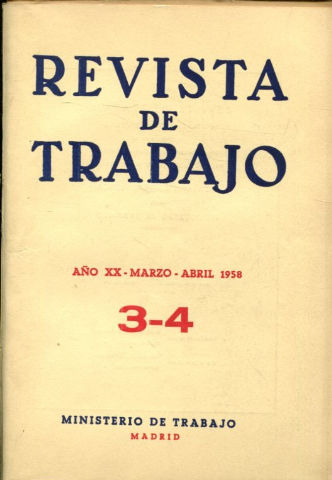 REVISTA
DE
TRABAJO
AÑO XX - MARZO - ABRIL 1958
3-4
MINISTERIO DE TRABAJO
MADRID